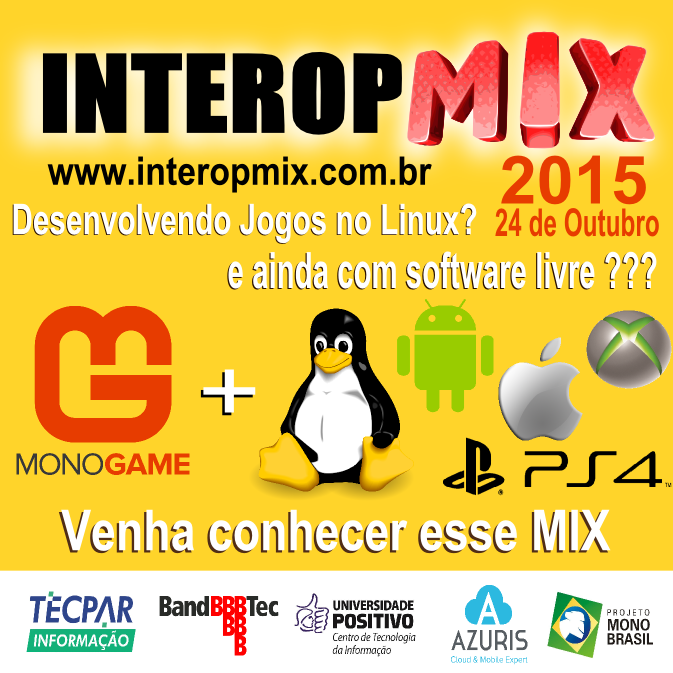 INTEROPMIX
www.interopmix.com.br 2015
Desenvolvendo Jogos no Linux? 24 de Outubro
e ainda com software livre ???
MONOGAME
+
PS4™
Venha conhecer esse MIX
TECPAR
INFORMAÇÃO
BandBBBTec
BB
B
UNIVERSIDADE
POSITIVO
Centro de Tecnologia
da Informação
AZURIS
Cloud & Mobile Expert
PROJETO
MONO
BRASIL